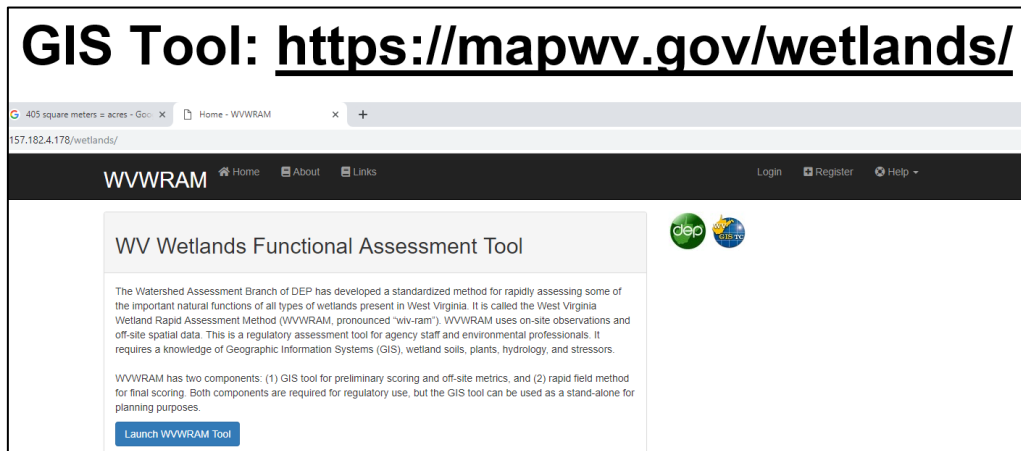 GIS Tool: https://mapwv.gov/wetlands/
405 square meters = acres - Goo
Home - WVWRAM
157.182.4.178/wetlands/
WVWRAM Home About Links Login Register Help
dep GIS TC
WV Wetlands Functional Assessment Tool
The Watershed Assessment Branch of DEP has developed a standardized method for rapidly assessing some of
the important natural functions of all types of wetlands present in West Virginia. It is called the West Virginia
Wetland Rapid Assessment Method (WVWRAM, pronounced “wiv-ram”). WVWRAM uses on-site observations and
off-site spatial data. This is a regulatory assessment tool for agency staff and environmental professionals. It
requires a knowledge of Geographic Information Systems (GIS), wetland soils, plants, hydrology, and stressors.
WVWRAM has two components: (1) GIS tool for preliminary scoring and off-site metrics, and (2) rapid field method
for final scoring. Both components are required for regulatory use, but the GIS tool can be used as a stand-alone for
planning purposes.
Launch WVWRAM Tool